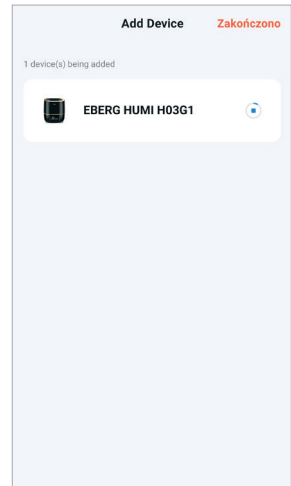 Add Device
Zakończono
1 device(s) being added
EBERG HUMI H03G1